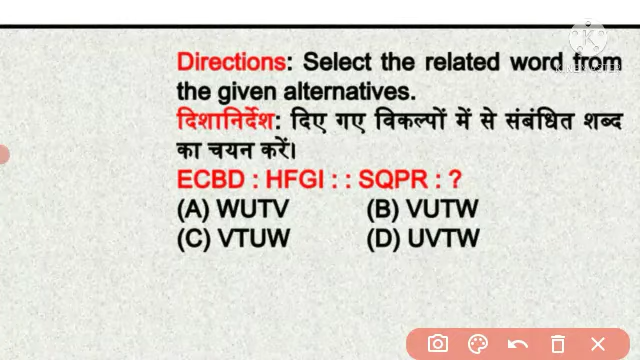 KINEMASTER
Directions: Select the related word from
the given alternatives.
दिशानिर्देश: दिए गए विकल्पों में से संबंधित शब्द
का चयन करें।
ECBD : HFGI : : SQPR : ?
(A) WUTV (B) VUTW
(C) VTUW (D) UVTW